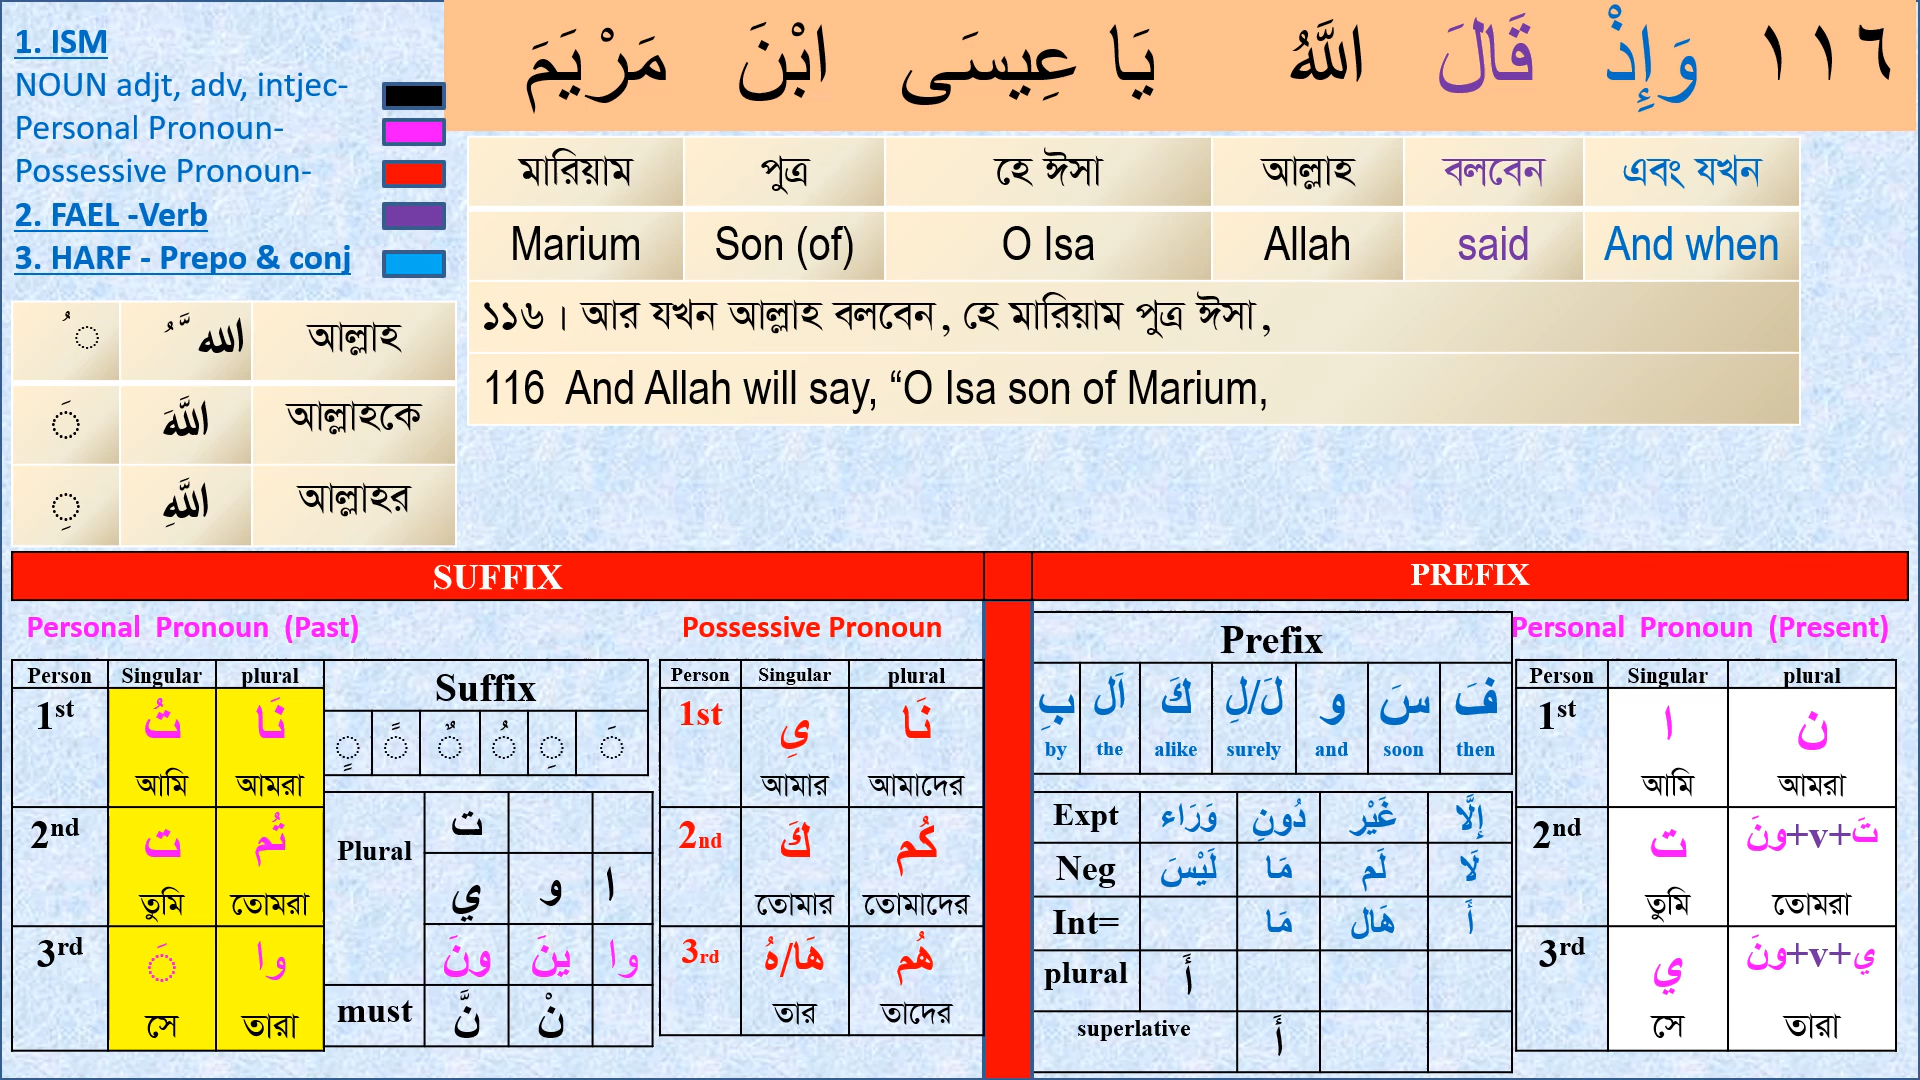 1. ISM
NOUN adjt, adv, intjec-
Personal Pronoun-
Possessive Pronoun-
2. FAEL -Verb
3. HARF - Prepo & conj
١١٦ وَإِذْ قَالَ اللَّهُ يَا عِيسَى ابْنَ مَرْيَمَ
মারিয়াম পুত্র হে ঈসা আল্লাহ বলবেন এবং যখন
Marium Son (of) O Isa Allah said And when
১১৬। আর যখন আল্লাহ বলবেন, হে মারিয়াম পুত্র ঈসা,
116 And Allah will say, “O Isa son of Marium,
◌ُ الله ◌َّ ◌ُ আল্লাহ
◌َ اللَّهَ আল্লাহকে
◌ِ اللَّهِ আল্লাহর
SUFFIX
PREFIX
Personal Pronoun (Past)
Person Singular plural
1st تُ نَا
আমি আমরা
2nd ت تُم
তুমি তোমরা
3rd ◌َ وا
সে তারা
Suffix
◌ٍ ◌ً ◌ٌ ◌ُ ◌ِ ◌َ
Plural ت
ي و ا
ونَ ينَ وا
must نَّ نْ
Possessive Pronoun
Person Singular plural
1st ىِ نَا
আমার আমাদের
2nd كَ كُم
তোমার তোমাদের
3rd هَا/هُ هُم
তার তাদের
Prefix
بِ اَل كَ لَ/لِ و سَ فَ
by the alike surely and soon then
Expt وَرَاء دُونِ غَيْر إِلَّا
Neg لَيْسَ مَا لَم لَا
Int= مَا هَال أَ
plural أَ
superlative أَ
Personal Pronoun (Present)
Person Singular plural
1st ا ن
আমি আমরা
2nd ت تَ+v+ونَ
তুমি তোমরা
3rd ي ي+v+ونَ
সে তারা